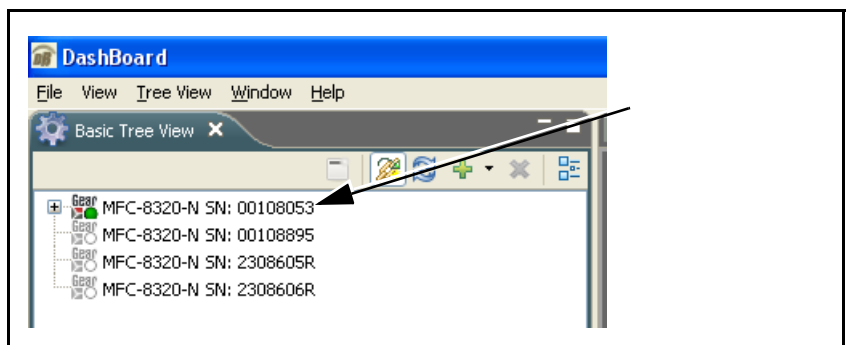 DashBoard
File View Tree View Window Help
Basic Tree View
Gear MFC-8320-N SN: 00108053
Gear MFC-8320-N SN: 00108895
Gear MFC-8320-N SN: 2308605R
Gear MFC-8320-N SN: 2308606R